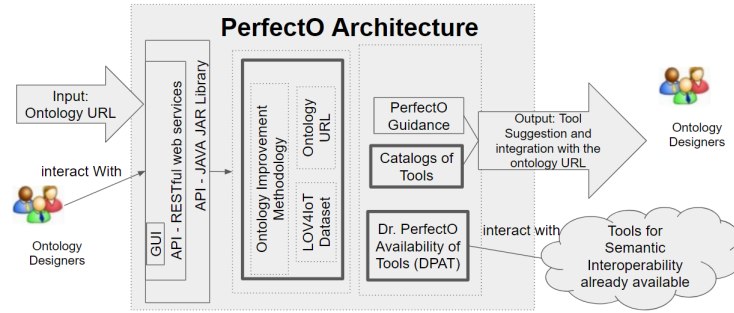 PerfectO Architecture
Input:
Ontology URL
interact With
Ontology
Designers
GUI
API - RESTful web services
API - JAVA JAR Library
Ontology Improvement
Methodology
Ontology
URL
LOV4IoT
Dataset
PerfectO
Guidance
Catalogs of
Tools
Dr. PerfectO
Availability of
Tools (DPAT)
Output: Tool
Suggestion and
integration with the
ontology URL
Ontology
Designers
interact with
Tools for
Semantic
Interoperability
already available